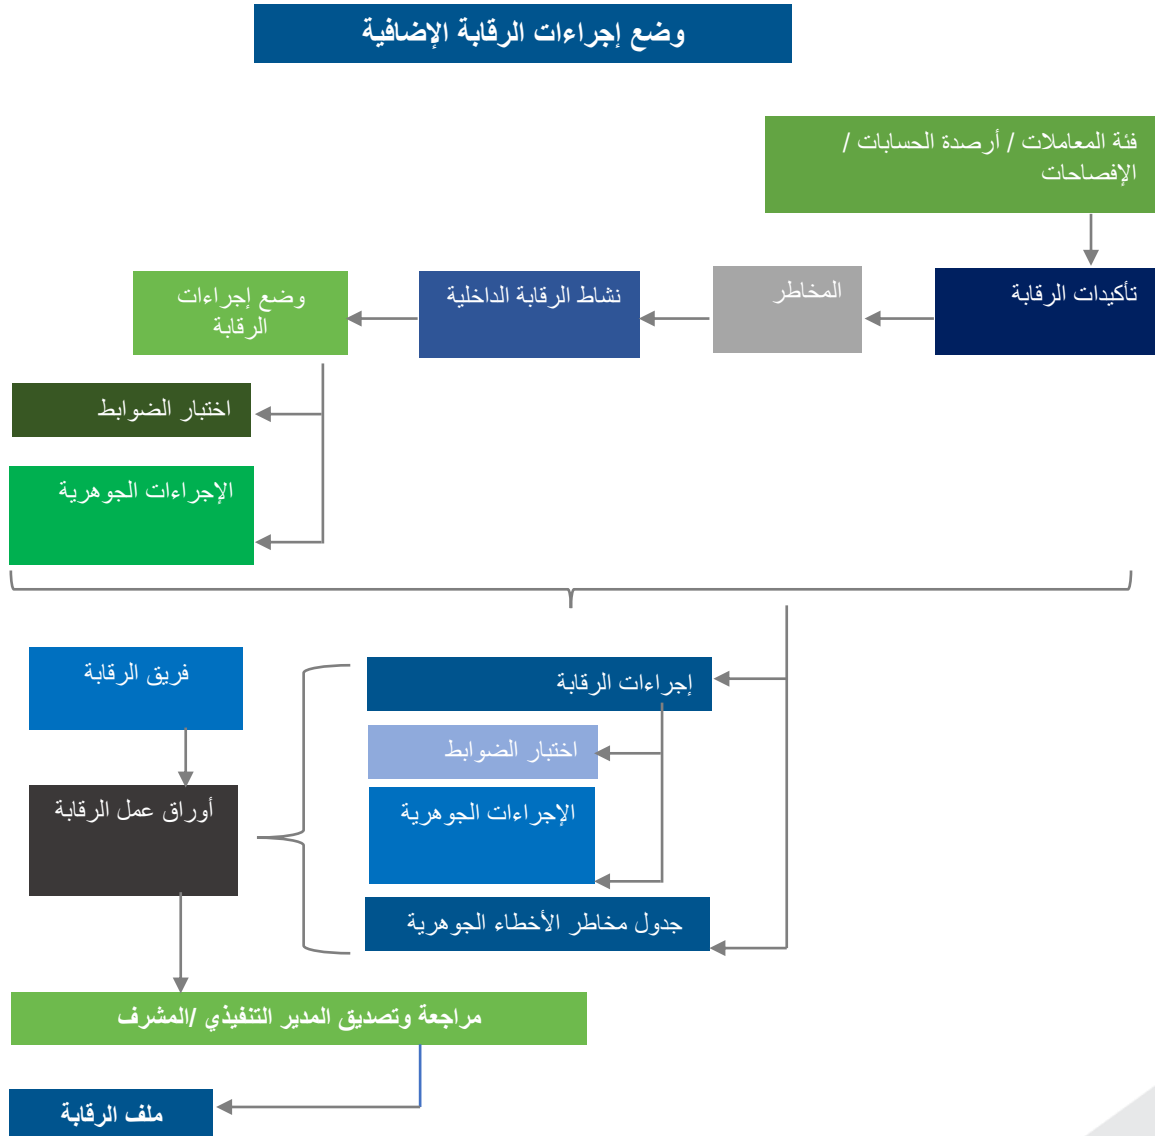 وضع إجراءات الرقابة الإضافية
فئة المعاملات / أرصدة الحسابات /
الإفصاحات
تأكيدات الرقابة
المخاطر
نشاط الرقابة الداخلية
وضع إجراءات
الرقابة
اختبار الضوابط
الإجراءات الجوهرية
إجراءات الرقابة
اختبار الضوابط
الإجراءات الجوهرية
جدول مخاطر الأخطاء الجوهرية
فريق الرقابة
أوراق عمل الرقابة
مراجعة وتصديق المدير التنفيذي /المشرف
ملف الرقابة